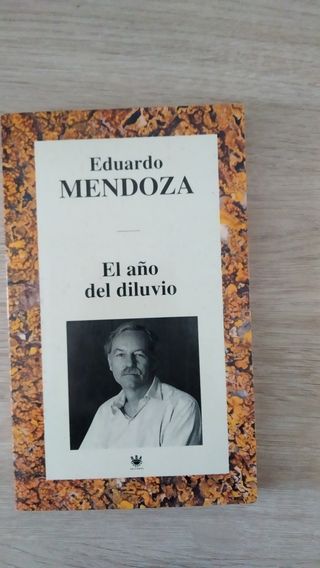 Eduardo
MENDOZA
El año
del diluvio